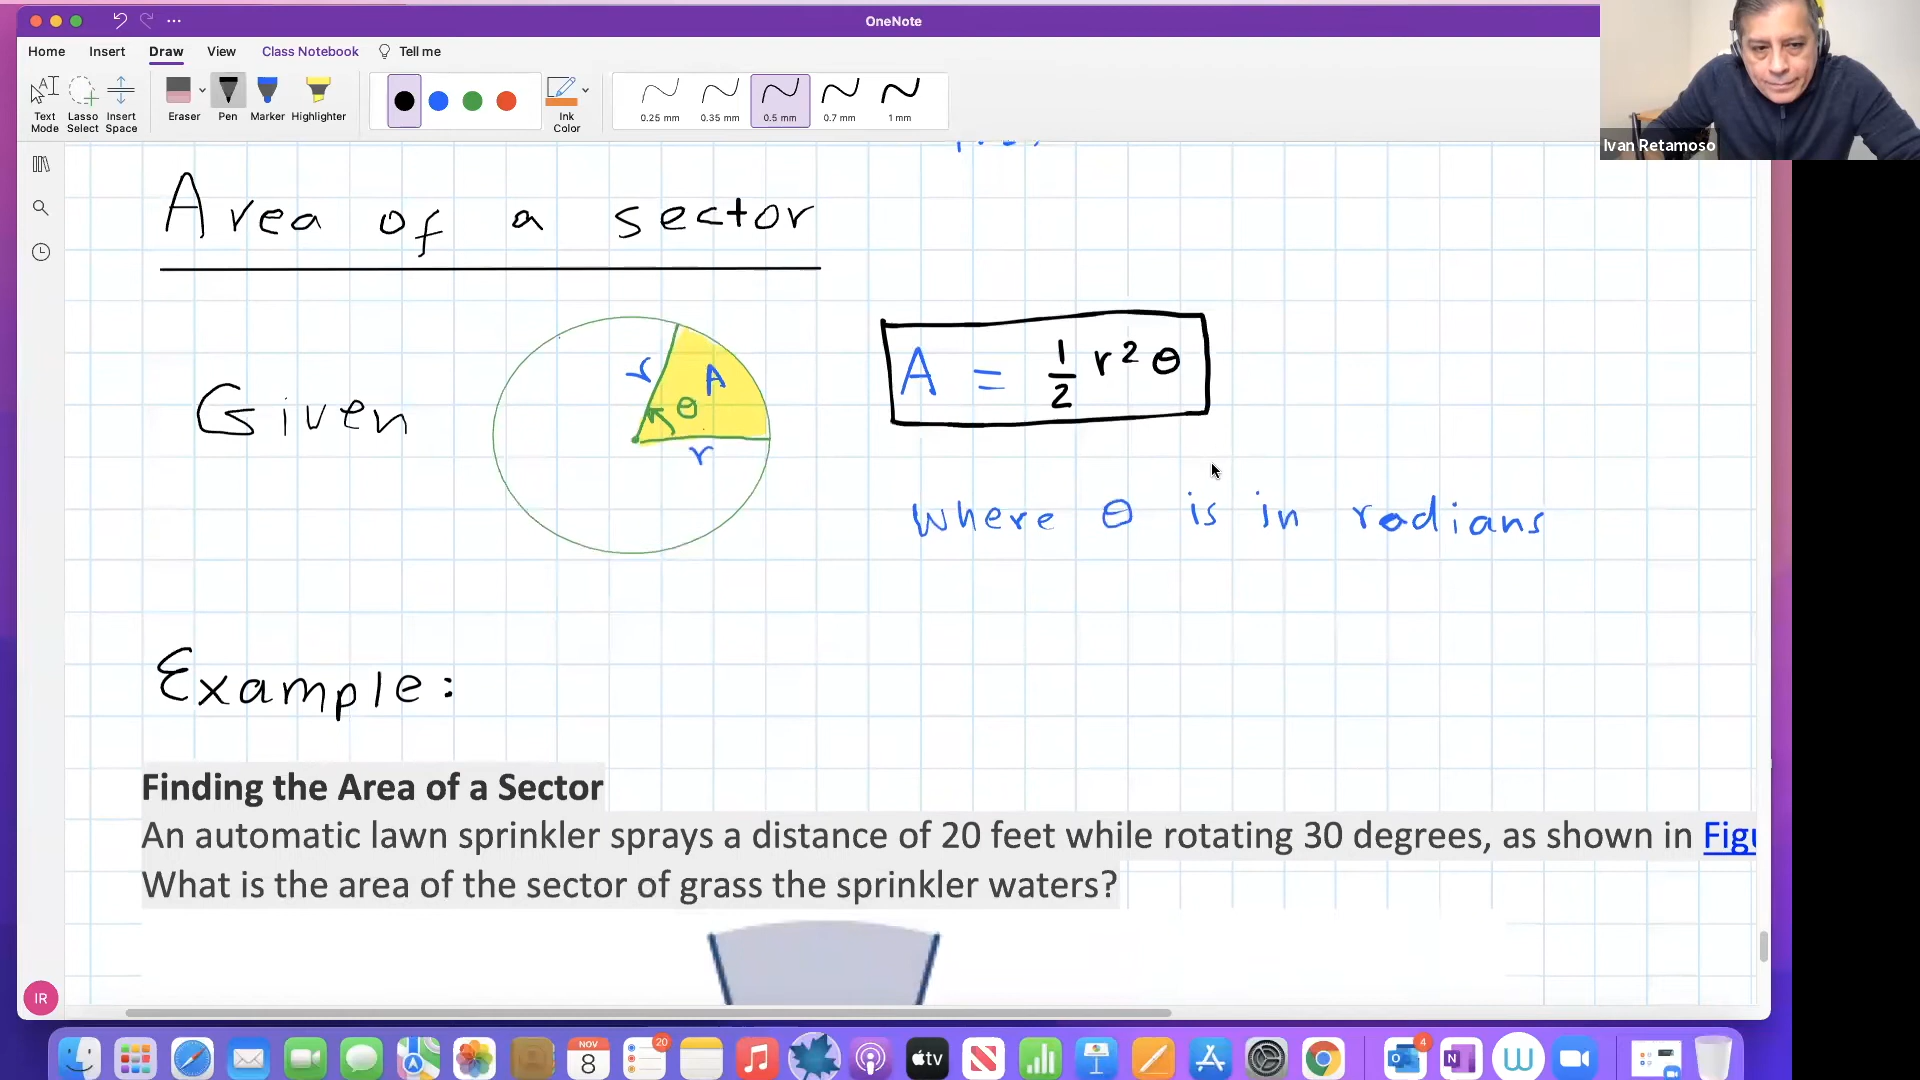 OneNote
Home Insert Draw View Class Notebook Tell me
Text Mode
Lasso Select
Insert Space
Eraser
Pen
Marker
Highlighter
Ink Color
0.25 mm
0.35 mm
0.5 mm
0.7 mm
1 mm
Ivan Retamoso
Area of a sector
Given
r
A
θ
r
A = 1/2 r² θ
Where θ is in radians
Example:
Finding the Area of a Sector
An automatic lawn sprinkler sprays a distance of 20 feet while rotating 30 degrees, as shown in Figu
What is the area of the sector of grass the sprinkler waters?
IR
NOV
8
20
tv
4
N
W